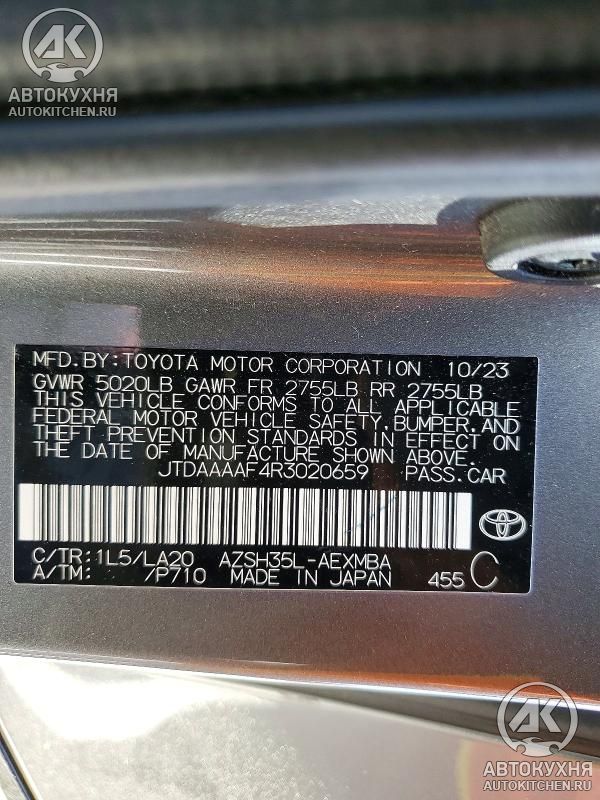 AK
АВТОКУХНЯ
AUTOKITCHEN.RU
MFD.BY:TOYOTA MOTOR CORPORATION 10/23
GVWR 5020LB GAWR FR 2755LB RR 2755LB
THIS VEHICLE CONFORMS TO ALL APPLICABLE
FEDERAL MOTOR VEHICLE SAFETY,BUMPER,AND
THEFT PREVENTION STANDARDS IN EFFECT ON
THE DATE OF MANUFACTURE SHOWN ABOVE.
JTDAAAAF4R3020659 PASS.CAR
C/TR:1L5/LA20 AZSH35L-AEXMBA
A/TM: /P710 MADE IN JAPAN 455 C
AK
АВТОКУХНЯ
AUTOKITCHEN.RU